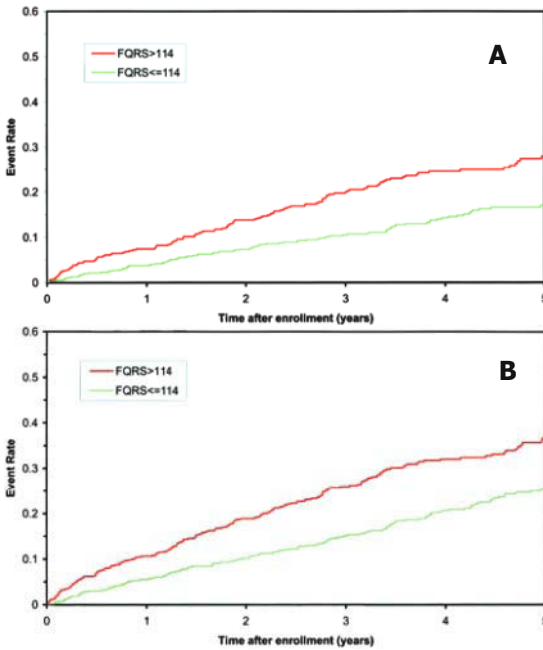 0.6
A
FQRS>114
FQRS<=114
0.5
0.4
0.3
0.2
0.1
0
Event Rate
0 1 2 3 4 5
Time after enrollment (years)
0.6
B
FQRS>114
FQRS<=114
0.5
0.4
0.3
0.2
0.1
0
Event Rate
0 1 2 3 4 5
Time after enrollment (years)